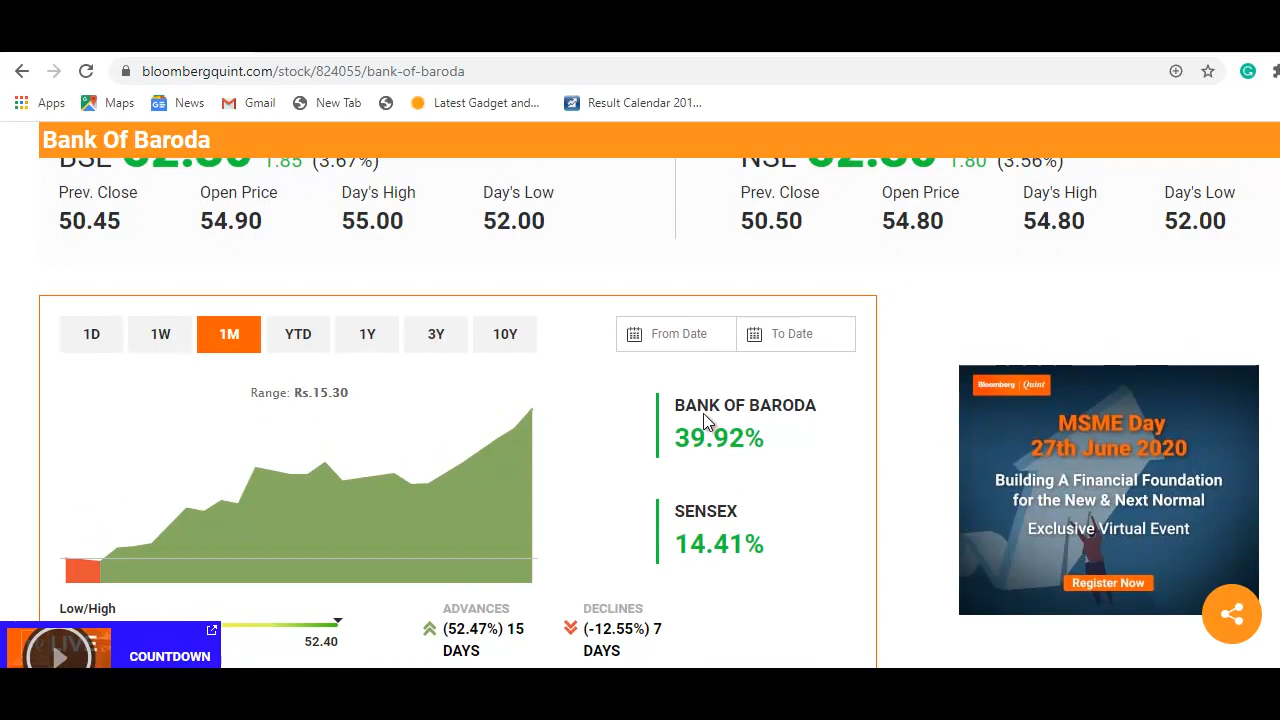 bloombergquint.com/stock/824055/bank-of-baroda
Apps Maps News Gmail New Tab Latest Gadget and... Result Calendar 201...
Bank Of Baroda
BSE 1.85 (3.67%)
NSE 1.80 (3.56%)
Prev. Close Open Price Day's High Day's Low
50.45 54.90 55.00 52.00
Prev. Close Open Price Day's High Day's Low
50.50 54.80 54.80 52.00
1D 1W 1M YTD 1Y 3Y 10Y
From Date To Date
Range: Rs.15.30
BANK OF BARODA
39.92%
SENSEX
14.41%
Low/High
52.40
ADVANCES
(52.47%) 15
DAYS
DECLINES
(-12.55%) 7
DAYS
LIVE
COUNTDOWN
Bloomberg | Quint
MSME Day
27th June 2020
Building A Financial Foundation
for the New & Next Normal
Exclusive Virtual Event
Register Now